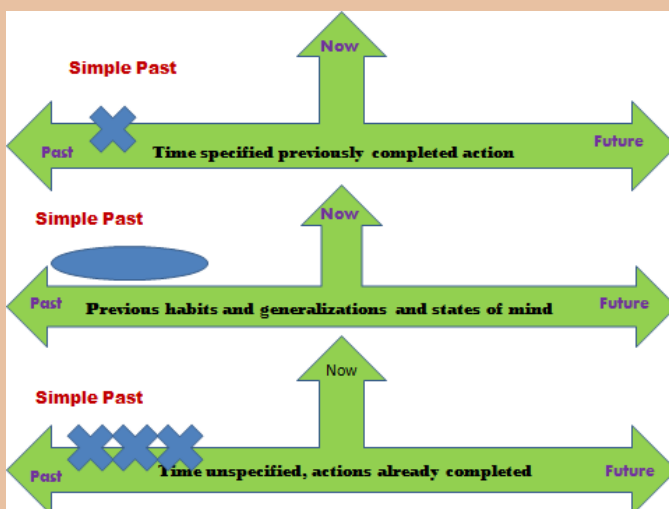 Now
Simple Past
Past Time specified previously completed action Future
Now
Simple Past
Past Previous habits and generalizations and states of mind Future
Now
Simple Past
Past Time unspecified, actions already completed Future